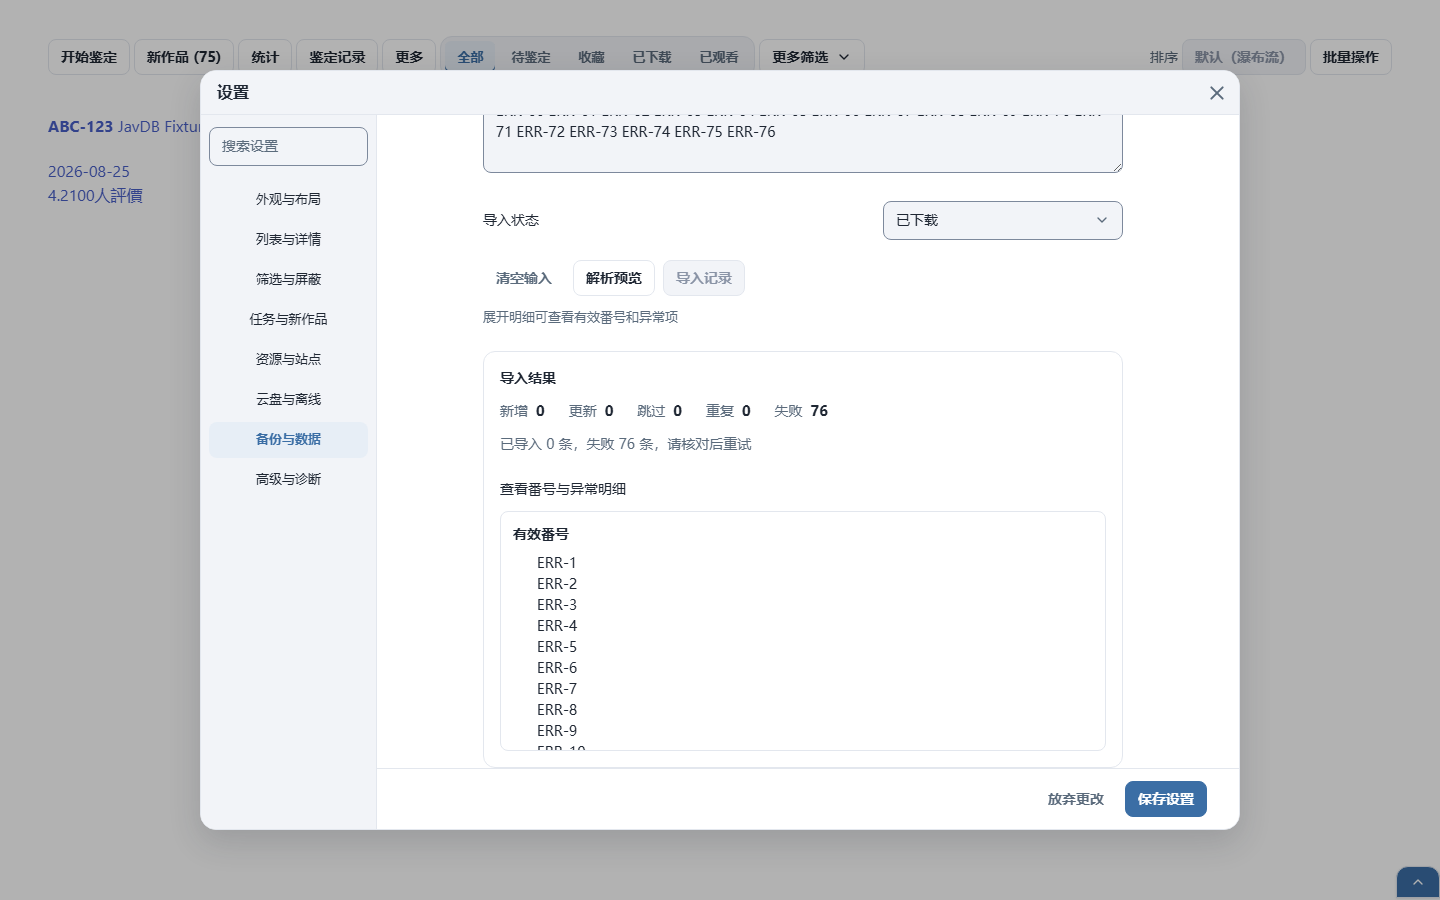 开始鉴定 新作品 (75) 统计 鉴定记录 更多 全部 待鉴定 收藏 已下载 已观看 更多筛选 排序 默认（瀑布流） 批量操作
ABC-123 JavDB Fixtur
2026-08-25
4.2100人評價
设置
搜索设置
外观与布局
列表与详情
筛选与屏蔽
任务与新作品
资源与站点
云盘与离线
备份与数据
高级与诊断
71 ERR-72 ERR-73 ERR-74 ERR-75 ERR-76
导入状态 已下载
清空输入 解析预览 导入记录
展开明细可查看有效番号和异常项
导入结果
新增 0 更新 0 跳过 0 重复 0 失败 76
已导入 0 条，失败 76 条，请核对后重试
查看番号与异常明细
有效番号
ERR-1
ERR-2
ERR-3
ERR-4
ERR-5
ERR-6
ERR-7
ERR-8
ERR-9
ERR-10
放弃更改 保存设置